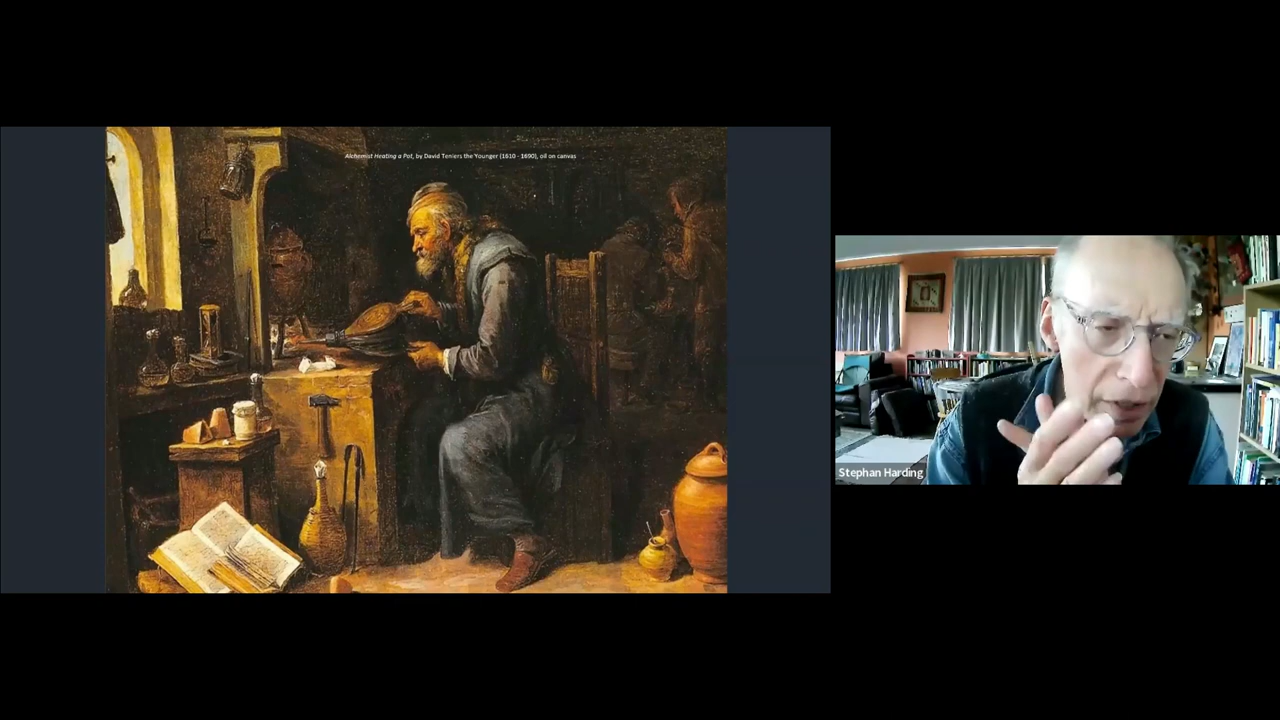 Alchemist Heating a Pot, by David Teniers the Younger (1610 - 1690), oil on canvas
Stephan Harding